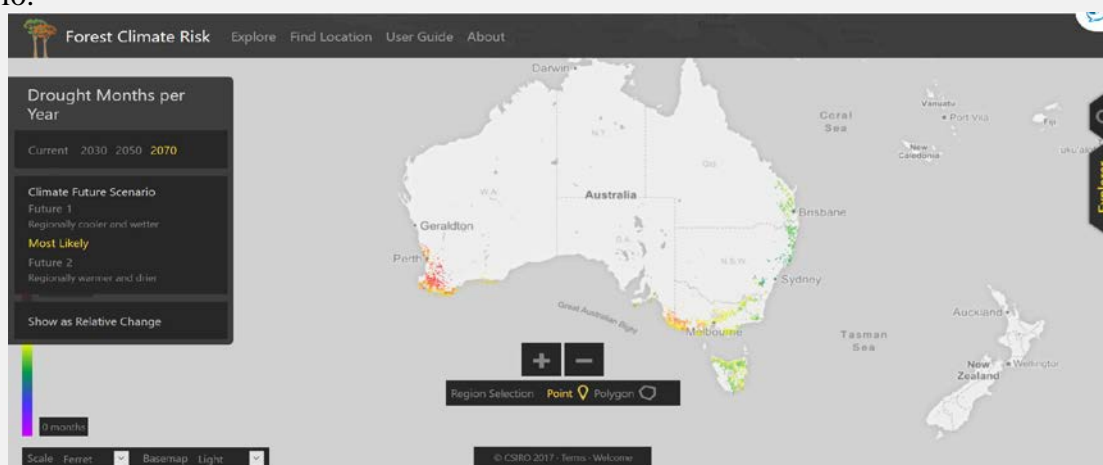 Forest Climate Risk Explore Find Location User Guide About
Drought Months per
Year
Current 2030 2050 2070
Climate Future Scenario
Future 1
Regionally cooler and wetter
Most Likely
Future 2
Regionally warmer and drier
Show as Relative Change
0 months
Scale Ferret Basemap Light
Darwin
N.T.
W.A.
QLD
Australia
S.A.
N.S.W.
Geraldton
Perth
Brisbane
Sydney
Melbourne
Great Australian Bight
Coral
Sea
Vanuatu
Port Vila
Fiji
New
Caledonia
Tasman
Sea
Auckland
New
Zealand
Wellington
Explorer
Region Selection Point Polygon
© CSIRO 2017 - Terms - Welcome